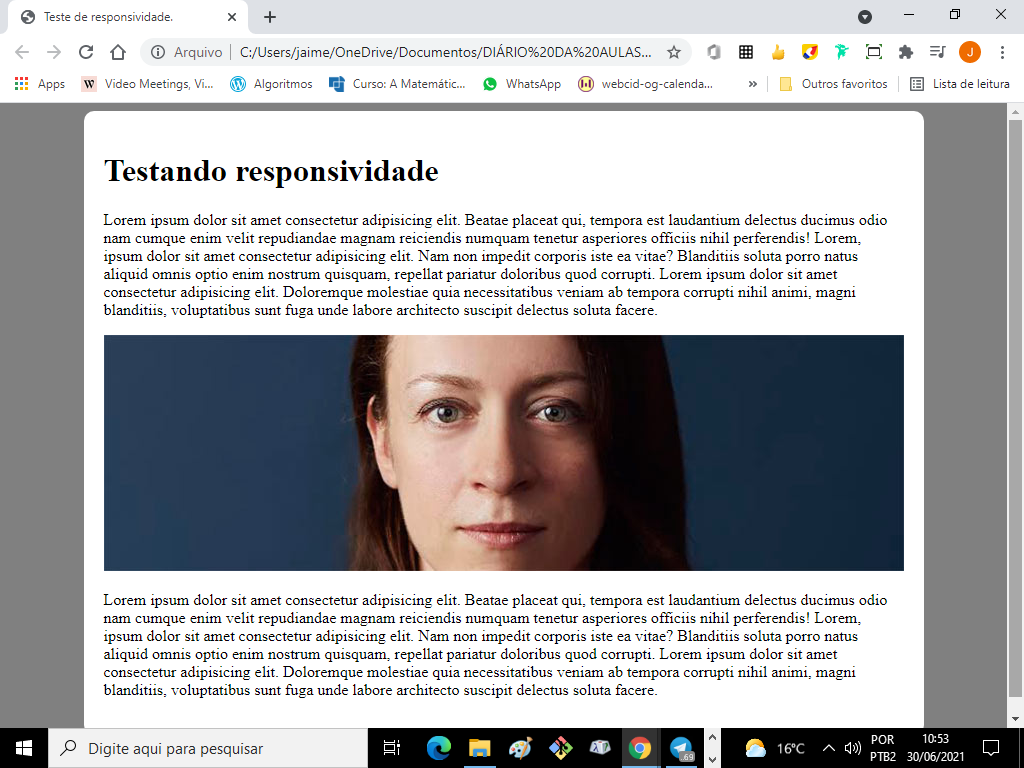 Teste de responsividade.
Arquivo
C:/Users/jaime/OneDrive/Documentos/DIÁRIO%20DA%20AULAS...
J
Apps
W
Video Meetings, Vi...
Algoritmos
Curso: A Matemátic...
WhatsApp
webcid-og-calenda...
»
Outros favoritos
Lista de leitura
Testando responsividade
Lorem ipsum dolor sit amet consectetur adipisicing elit. Beatae placeat qui, tempora est laudantium delectus ducimus odio
nam cumque enim velit repudiandae magnam reiciendis numquam tenetur asperiores officiis nihil perferendis! Lorem,
ipsum dolor sit amet consectetur adipisicing elit. Nam non impedit corporis iste ea vitae? Blanditiis soluta porro natus
aliquid omnis optio enim nostrum quisquam, repellat pariatur doloribus quod corrupti. Lorem ipsum dolor sit amet
consectetur adipisicing elit. Doloremque molestiae quia necessitatibus veniam ab tempora corrupti nihil animi, magni
blanditiis, voluptatibus sunt fuga unde labore architecto suscipit delectus soluta facere.
Lorem ipsum dolor sit amet consectetur adipisicing elit. Beatae placeat qui, tempora est laudantium delectus ducimus odio
nam cumque enim velit repudiandae magnam reiciendis numquam tenetur asperiores officiis nihil perferendis! Lorem,
ipsum dolor sit amet consectetur adipisicing elit. Nam non impedit corporis iste ea vitae? Blanditiis soluta porro natus
aliquid omnis optio enim nostrum quisquam, repellat pariatur doloribus quod corrupti. Lorem ipsum dolor sit amet
consectetur adipisicing elit. Doloremque molestiae quia necessitatibus veniam ab tempora corrupti nihil animi, magni
blanditiis, voluptatibus sunt fuga unde labore architecto suscipit delectus soluta facere.
Digite aqui para pesquisar
69
16°C
POR
PTB2
10:53
30/06/2021